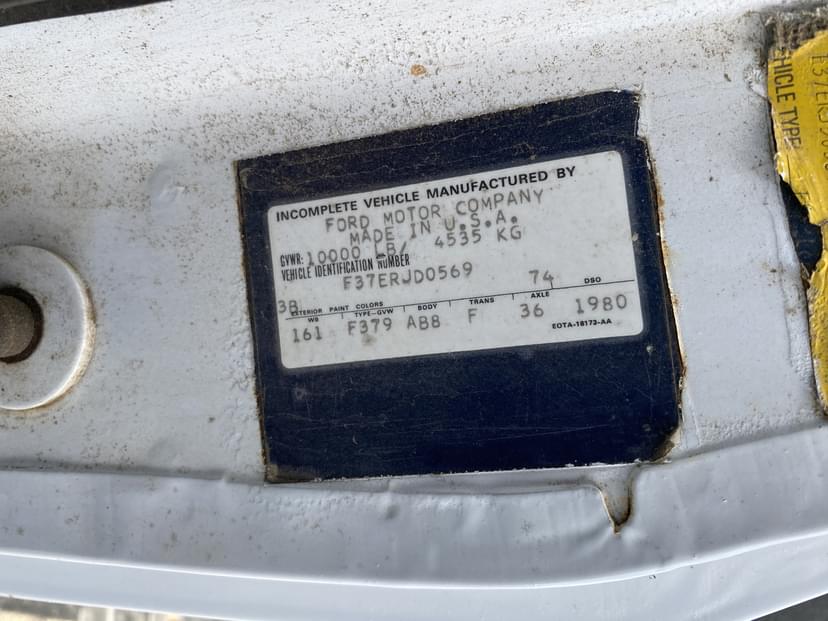 INCOMPLETE VEHICLE MANUFACTURED BY
FORD MOTOR COMPANY
MADE IN U.S.A.
GVWR: 10000 LB/ 4535 KG
VEHICLE IDENTIFICATION NUMBER
F37ERJD0569
3B 74
EXTERIOR PAINT COLORS DSO
WB TYPE-GVW BODY TRANS AXLE
161 F379 AB8 F 36 1980
EOTA-18173-AA
HICLE TYPE